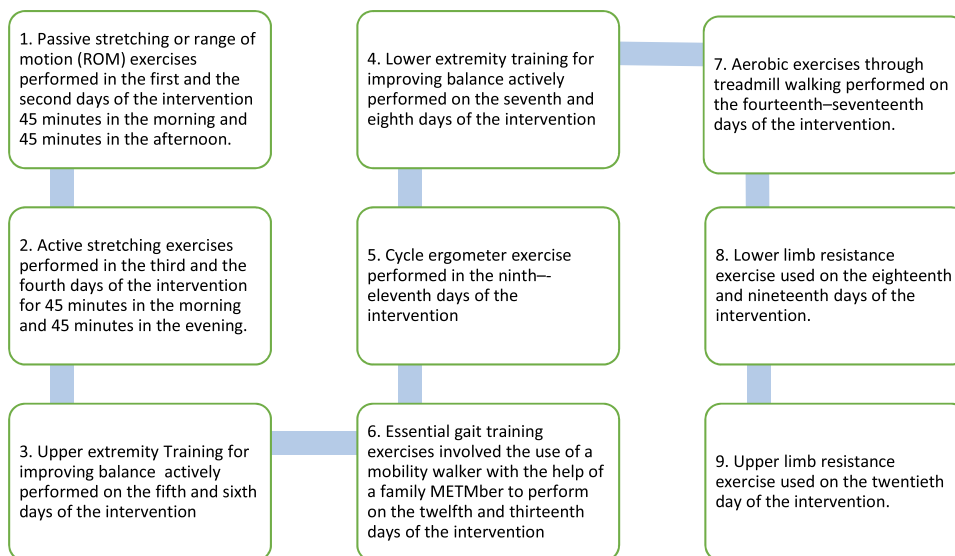 1. Passive stretching or range of
motion (ROM) exercises
performed in the first and the
second days of the intervention
45 minutes in the morning and
45 minutes in the afternoon.
2. Active stretching exercises
performed in the third and the
fourth days of the intervention
for 45 minutes in the morning
and 45 minutes in the evening.
3. Upper extremity Training for
improving balance  actively
performed on the fifth and sixth
days of the intervention
4. Lower extremity training for
improving balance actively
performed on the seventh and
eighth days of the intervention
5. Cycle ergometer exercise
performed in the ninth–-
eleventh days of the
intervention
6. Essential gait training
exercises involved the use of a
mobility walker with the help of
a family METMber to perform
on the twelfth and thirteenth
days of the intervention
7. Aerobic exercises through
treadmill walking performed on
the fourteenth–seventeenth
days of the intervention.
8. Lower limb resistance
exercise used on the eighteenth
and nineteenth days of the
intervention.
9. Upper limb resistance
exercise used on the twentieth
day of the intervention.